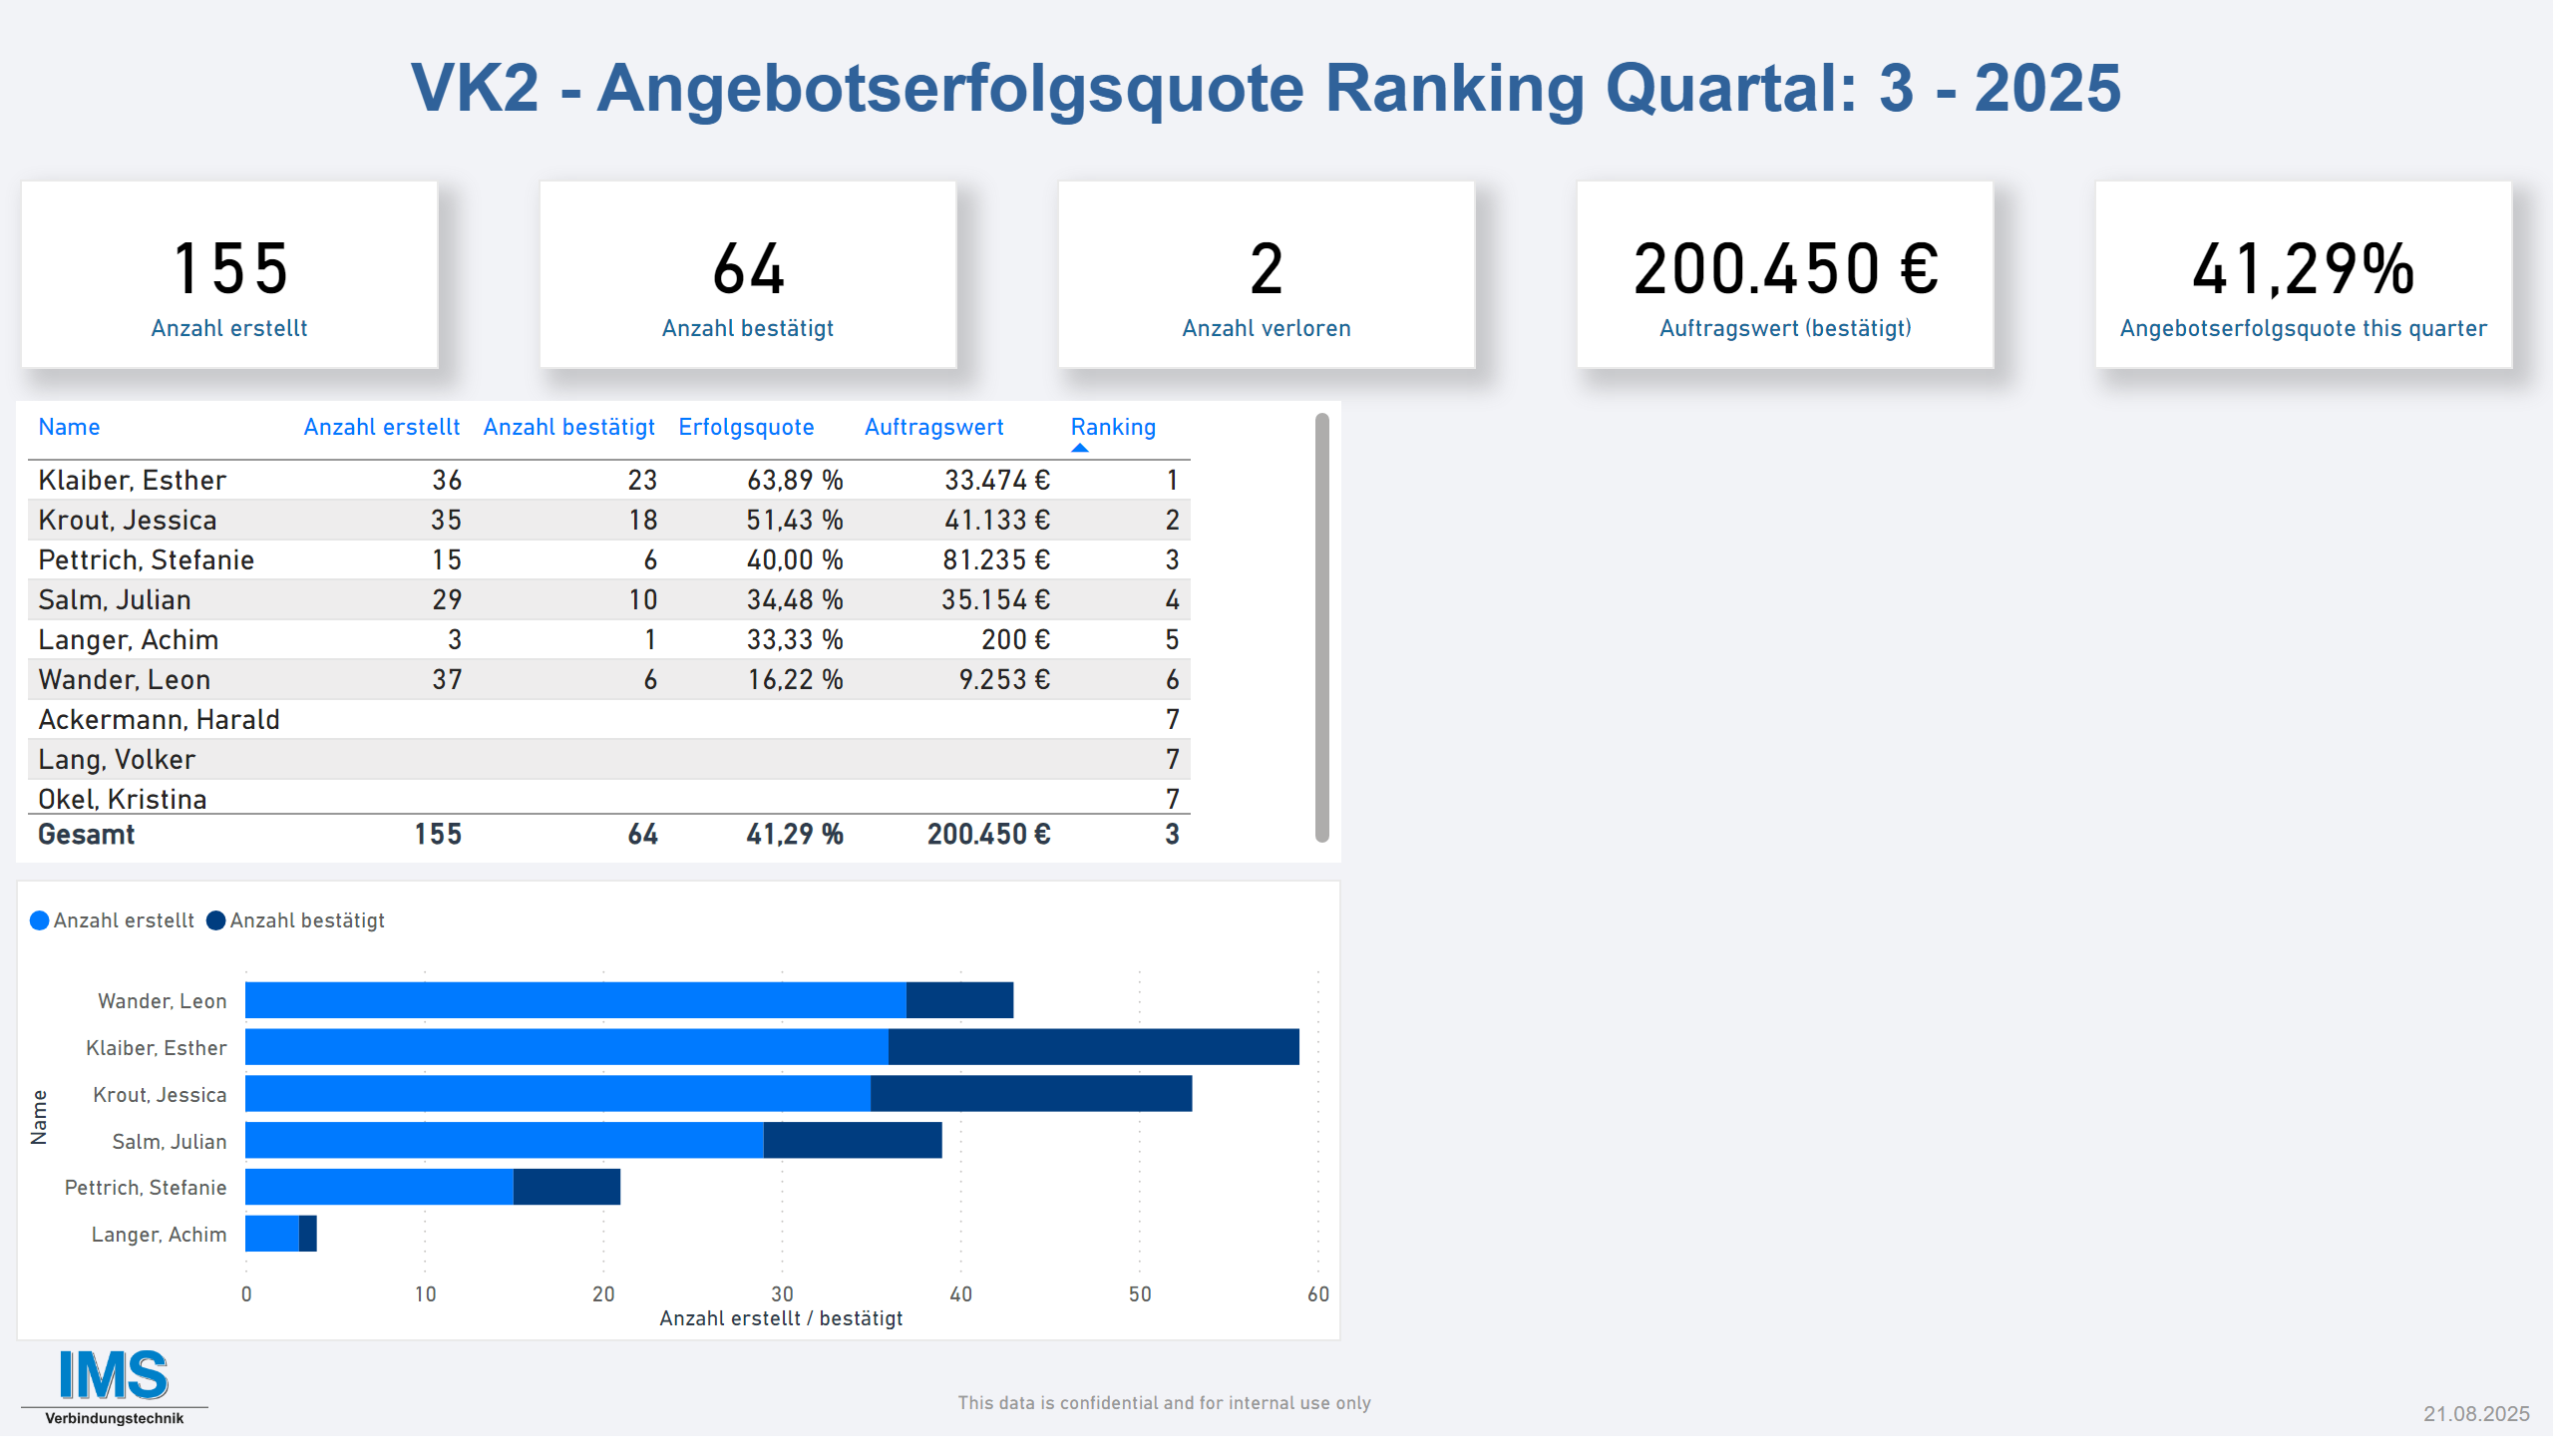 VK2 - Angebotserfolgsquote Ranking Quartal: 3 - 2025
155
Anzahl erstellt
64
Anzahl bestätigt
2
Anzahl verloren
200.450 €
Auftragswert (bestätigt)
41,29%
Angebotserfolgsquote this quarter
Name Anzahl erstellt Anzahl bestätigt Erfolgsquote Auftragswert Ranking
Klaiber, Esther 36 23 63,89 % 33.474 € 1
Krout, Jessica 35 18 51,43 % 41.133 € 2
Pettrich, Stefanie 15 6 40,00 % 81.235 € 3
Salm, Julian 29 10 34,48 % 35.154 € 4
Langer, Achim 3 1 33,33 % 200 € 5
Wander, Leon 37 6 16,22 % 9.253 € 6
Ackermann, Harald 7
Lang, Volker 7
Okel, Kristina 7
Gesamt 155 64 41,29 % 200.450 € 3
Anzahl erstellt Anzahl bestätigt
Name
Wander, Leon
Klaiber, Esther
Krout, Jessica
Salm, Julian
Pettrich, Stefanie
Langer, Achim
0 10 20 30 40 50 60
Anzahl erstellt / bestätigt
IMS
Verbindungstechnik
This data is confidential and for internal use only
21.08.2025